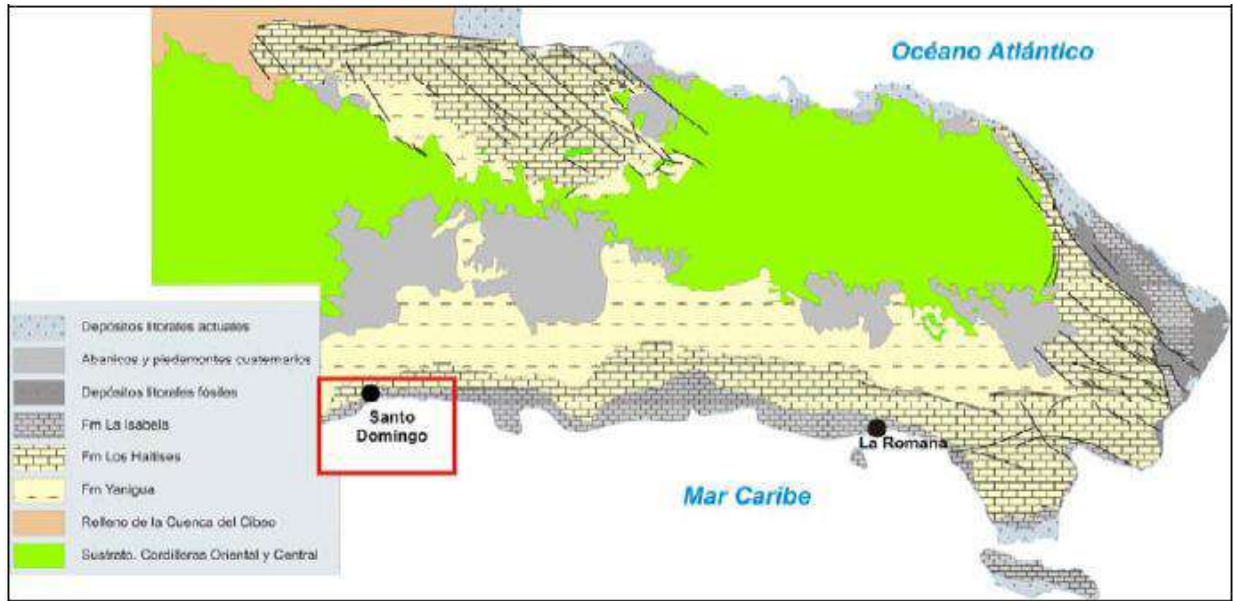 Océano Atlántico
Santo
Domingo
La Romana
Mar Caribe
Depósitos litorales actuales
Abanicos y piedemontes cuaternarios
Depósitos litorales fósiles
Fm La Isabela
Fm Los Haitises
Fm Yanigua
Relleno de la Cuenca del Cibao
Sustrato. Cordilleras Oriental y Central